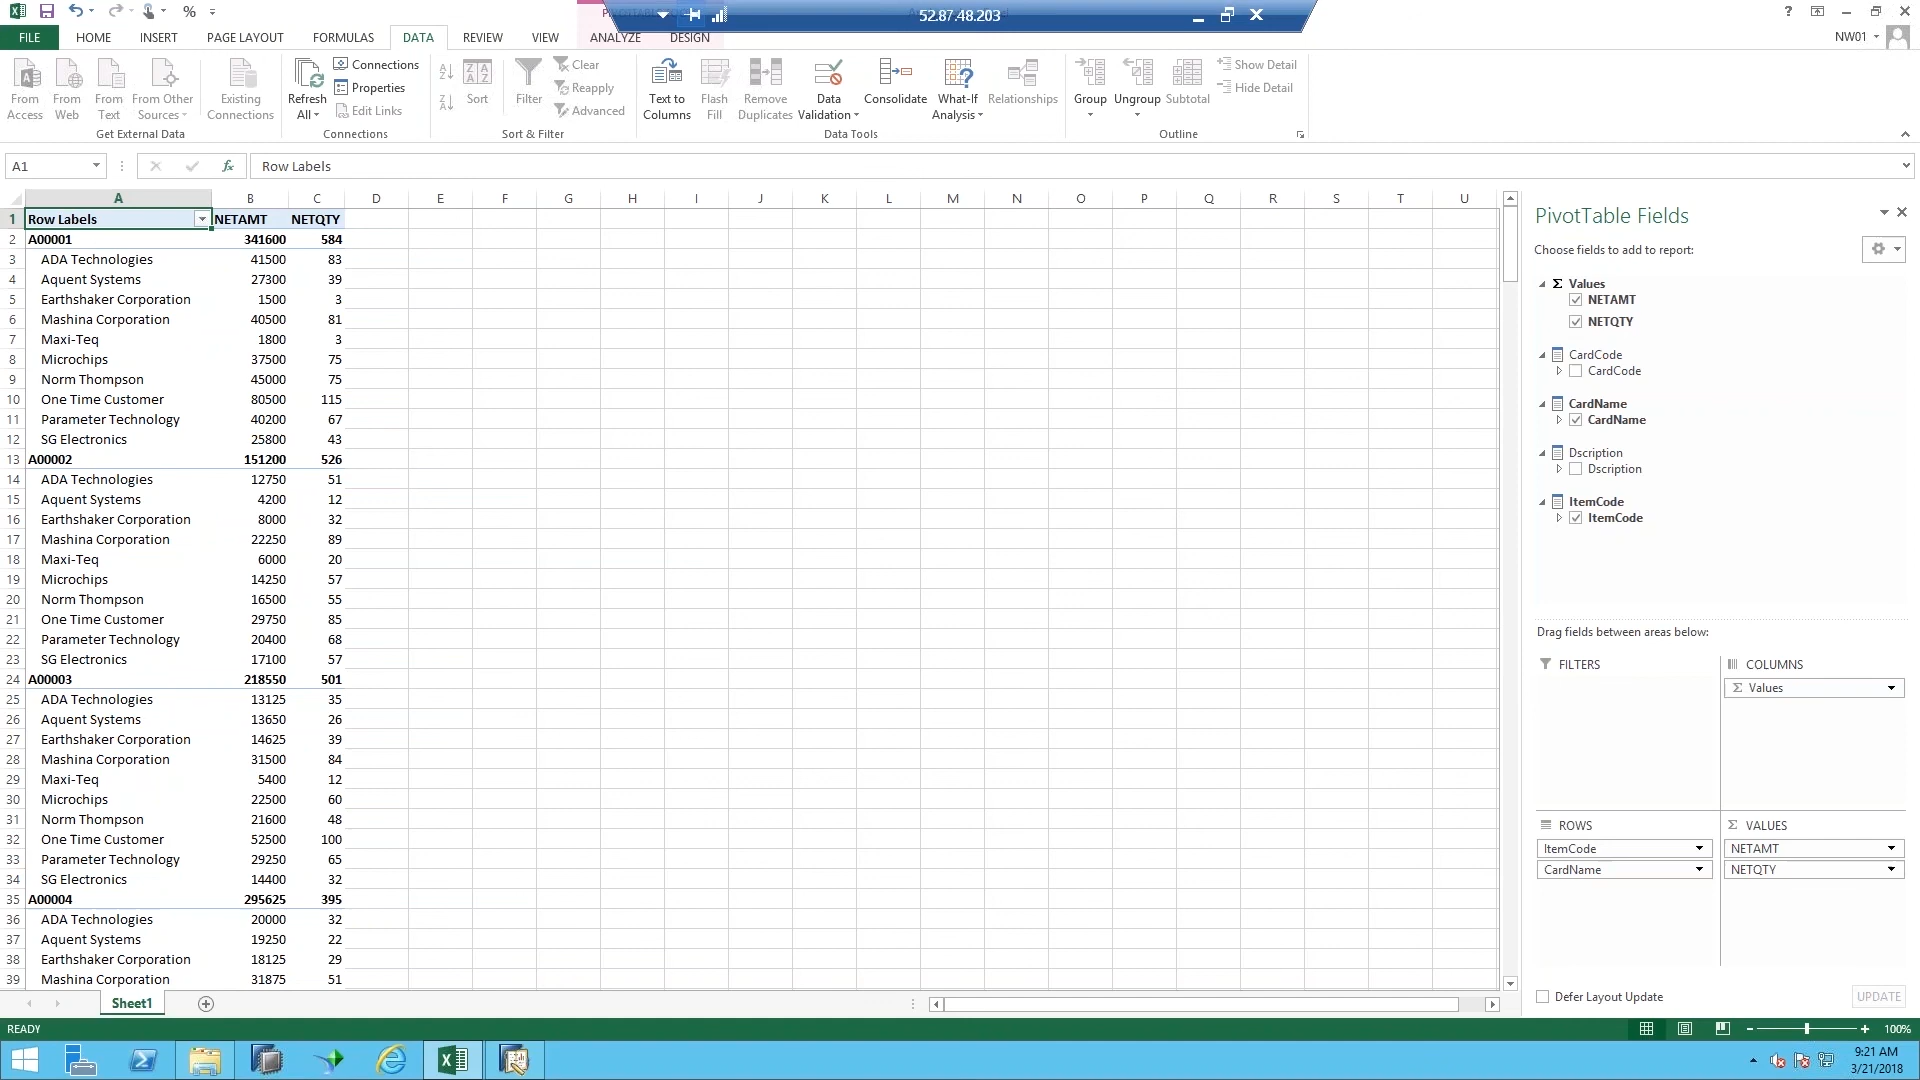 52.87.48.203
FILE HOME INSERT PAGE LAYOUT FORMULAS DATA REVIEW VIEW ANALYZE DESIGN NW01
From Access From Web From Text From Other Sources Existing Connections
Get External Data
Refresh All Connections Properties Edit Links
Connections
Sort Filter Clear Reapply Advanced
Sort & Filter
Text to Columns Flash Fill Remove Duplicates Data Validation Consolidate What-If Analysis Relationships
Data Tools
Group Ungroup Subtotal Show Detail Hide Detail
Outline
A1 fx Row Labels
A B C D E F G H I J K L M N O P Q R S T U
1 Row Labels NETAMT NETQTY
2 A00001 341600 584
3 ADA Technologies 41500 83
4 Aquent Systems 27300 39
5 Earthshaker Corporation 1500 3
6 Mashina Corporation 40500 81
7 Maxi-Teq 1800 3
8 Microchips 37500 75
9 Norm Thompson 45000 75
10 One Time Customer 80500 115
11 Parameter Technology 40200 67
12 SG Electronics 25800 43
13 A00002 151200 526
14 ADA Technologies 12750 51
15 Aquent Systems 4200 12
16 Earthshaker Corporation 8000 32
17 Mashina Corporation 22250 89
18 Maxi-Teq 6000 20
19 Microchips 14250 57
20 Norm Thompson 16500 55
21 One Time Customer 29750 85
22 Parameter Technology 20400 68
23 SG Electronics 17100 57
24 A00003 218550 501
25 ADA Technologies 13125 35
26 Aquent Systems 13650 26
27 Earthshaker Corporation 14625 39
28 Mashina Corporation 31500 84
29 Maxi-Teq 5400 12
30 Microchips 22500 60
31 Norm Thompson 21600 48
32 One Time Customer 52500 100
33 Parameter Technology 29250 65
34 SG Electronics 14400 32
35 A00004 295625 395
36 ADA Technologies 20000 32
37 Aquent Systems 19250 22
38 Earthshaker Corporation 18125 29
39 Mashina Corporation 31875 51
Sheet1
PivotTable Fields
Choose fields to add to report:
Σ Values
NETAMT
NETQTY
CardCode
CardCode
CardName
CardName
Dscription
Dscription
ItemCode
ItemCode
Drag fields between areas below:
FILTERS
COLUMNS
Σ Values
ROWS
ItemCode
CardName
Σ VALUES
NETAMT
NETQTY
Defer Layout Update UPDATE
READY 100%
9:21 AM
3/21/2018